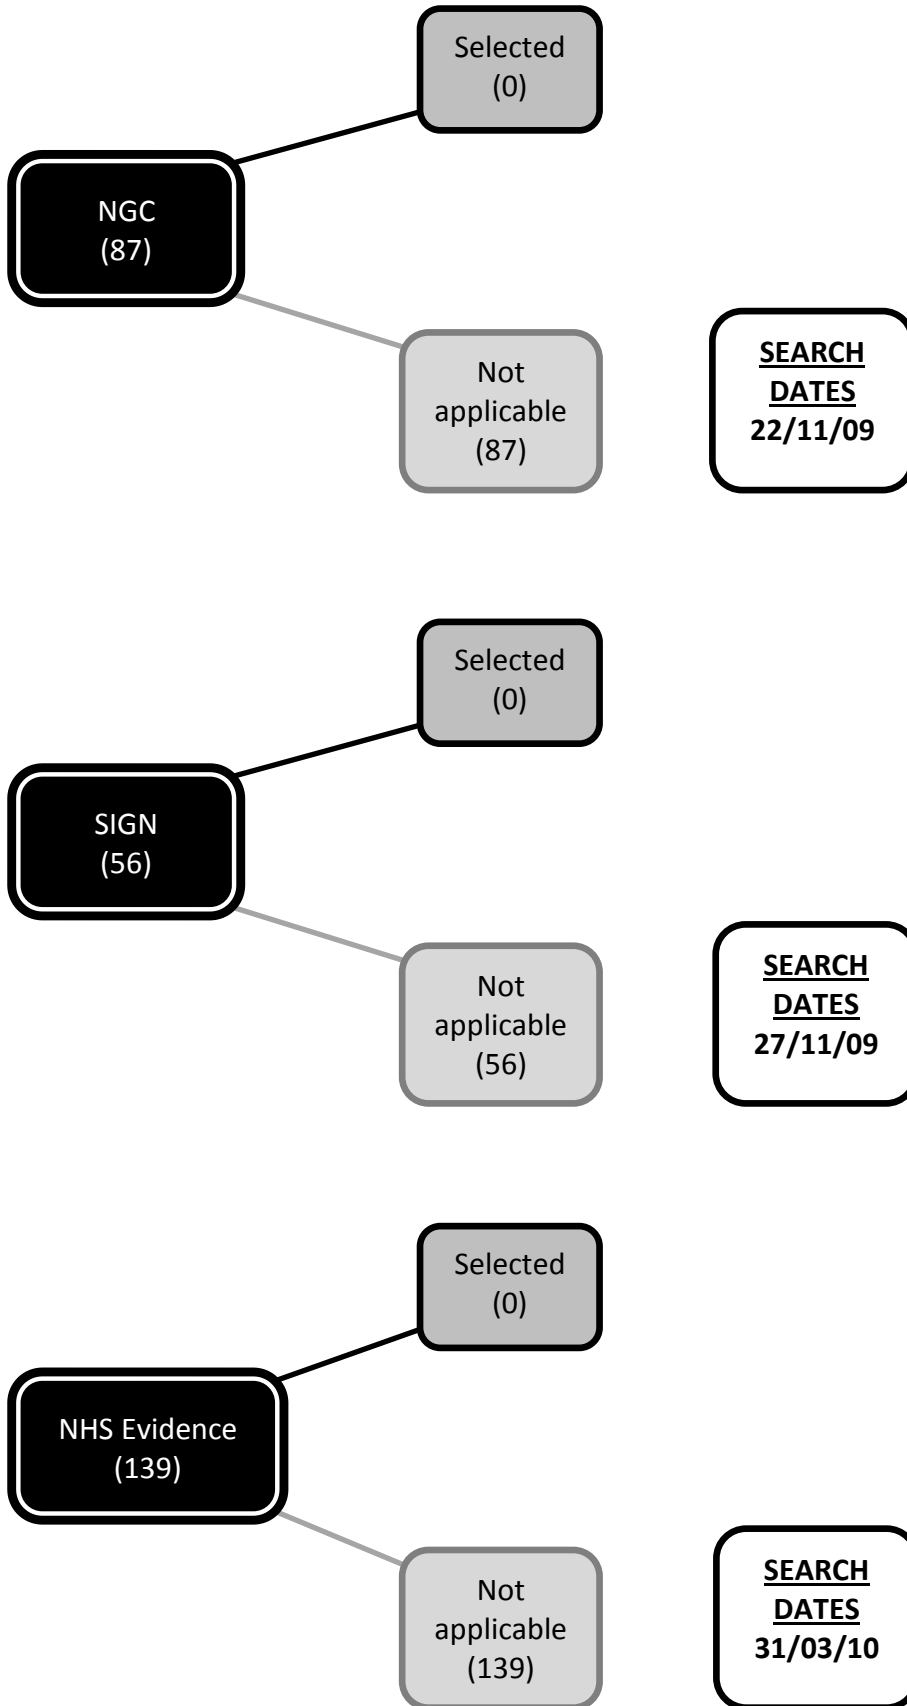 Selected
(0)
NGC
(87)
Not
applicable
(87)
SEARCH
DATES
22/11/09
Selected
(0)
SIGN
(56)
Not
applicable
(56)
SEARCH
DATES
27/11/09
Selected
(0)
NHS Evidence
(139)
Not
applicable
(139)
SEARCH
DATES
31/03/10